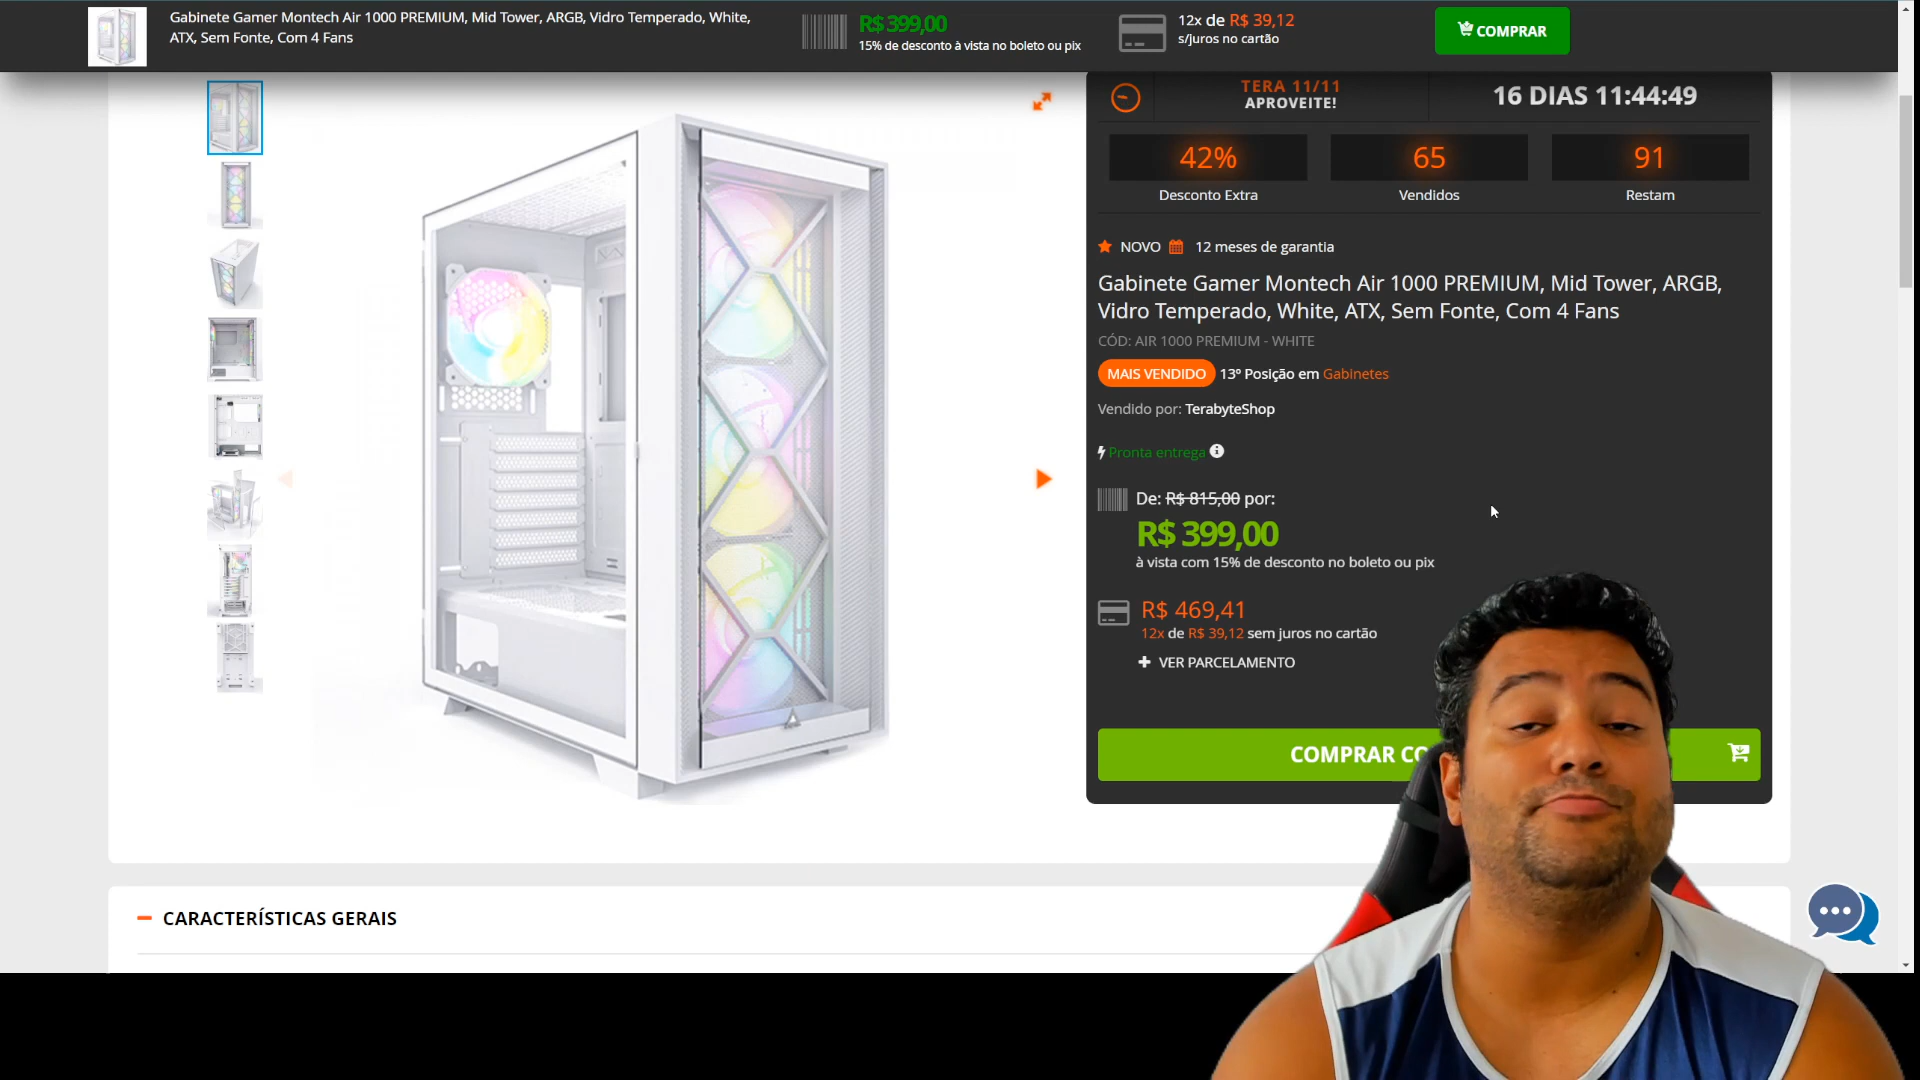 Gabinete Gamer Montech Air 1000 PREMIUM, Mid Tower, ARGB, Vidro Temperado, White,
ATX, Sem Fonte, Com 4 Fans
R$ 399,00
15% de desconto à vista no boleto ou pix
12x de R$ 39,12
s/juros no cartão
COMPRAR
TERA 11/11
APROVEITE!
16 DIAS 11:44:49
42%
Desconto Extra
65
Vendidos
91
Restam
NOVO 12 meses de garantia
Gabinete Gamer Montech Air 1000 PREMIUM, Mid Tower, ARGB,
Vidro Temperado, White, ATX, Sem Fonte, Com 4 Fans
CÓD: AIR 1000 PREMIUM - WHITE
MAIS VENDIDO 13º Posição em Gabinetes
Vendido por: TerabyteShop
Pronta entrega
De: R$ 815,00 por:
R$ 399,00
à vista com 15% de desconto no boleto ou pix
R$ 469,41
12x de R$ 39,12 sem juros no cartão
+ VER PARCELAMENTO
COMPRAR CO
CARACTERÍSTICAS GERAIS